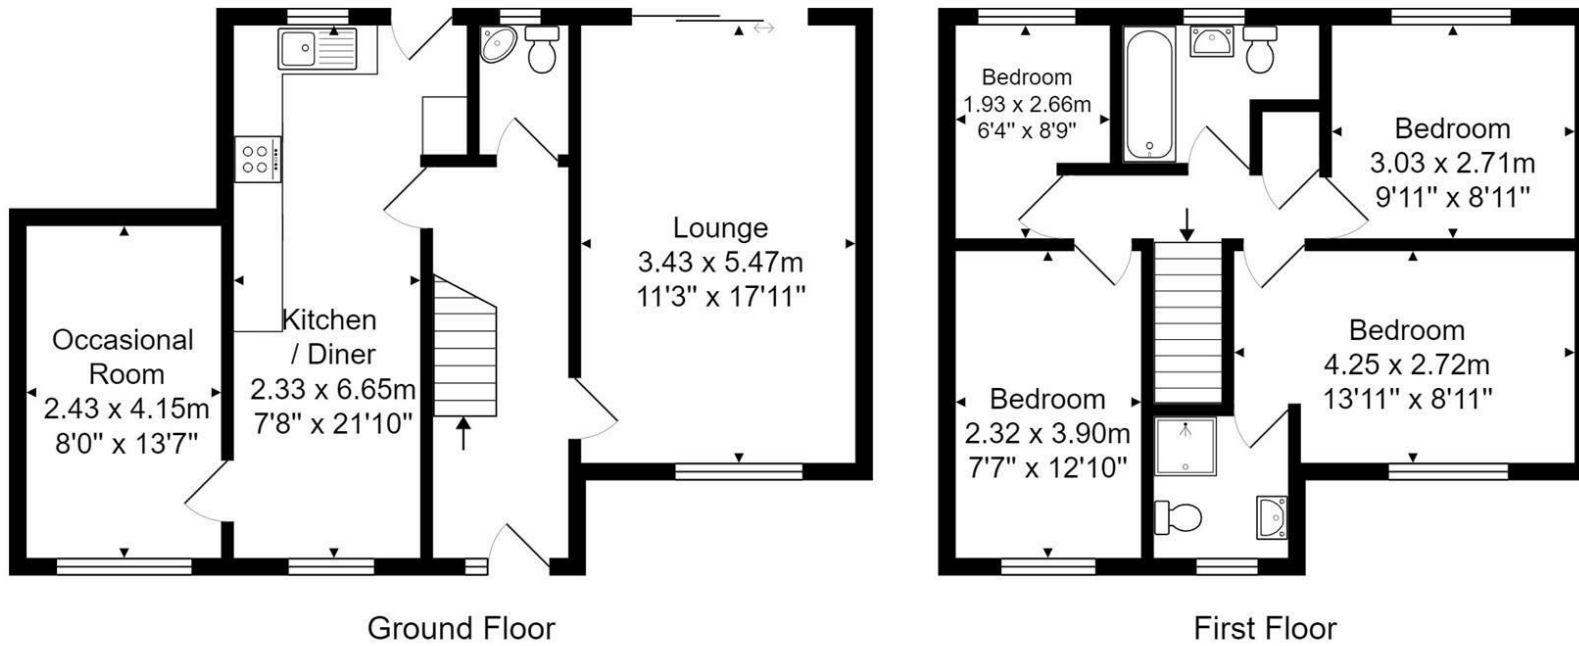 Occasional
Room
2.43 x 4.15m
8'0" x 13'7"
Kitchen
/ Diner
2.33 x 6.65m
7'8" x 21'10"
Lounge
3.43 x 5.47m
11'3" x 17'11"
Ground Floor
Bedroom
1.93 x 2.66m
6'4" x 8'9"
Bedroom
3.03 x 2.71m
9'11" x 8'11"
Bedroom
2.32 x 3.90m
7'7" x 12'10"
Bedroom
4.25 x 2.72m
13'11" x 8'11"
First Floor